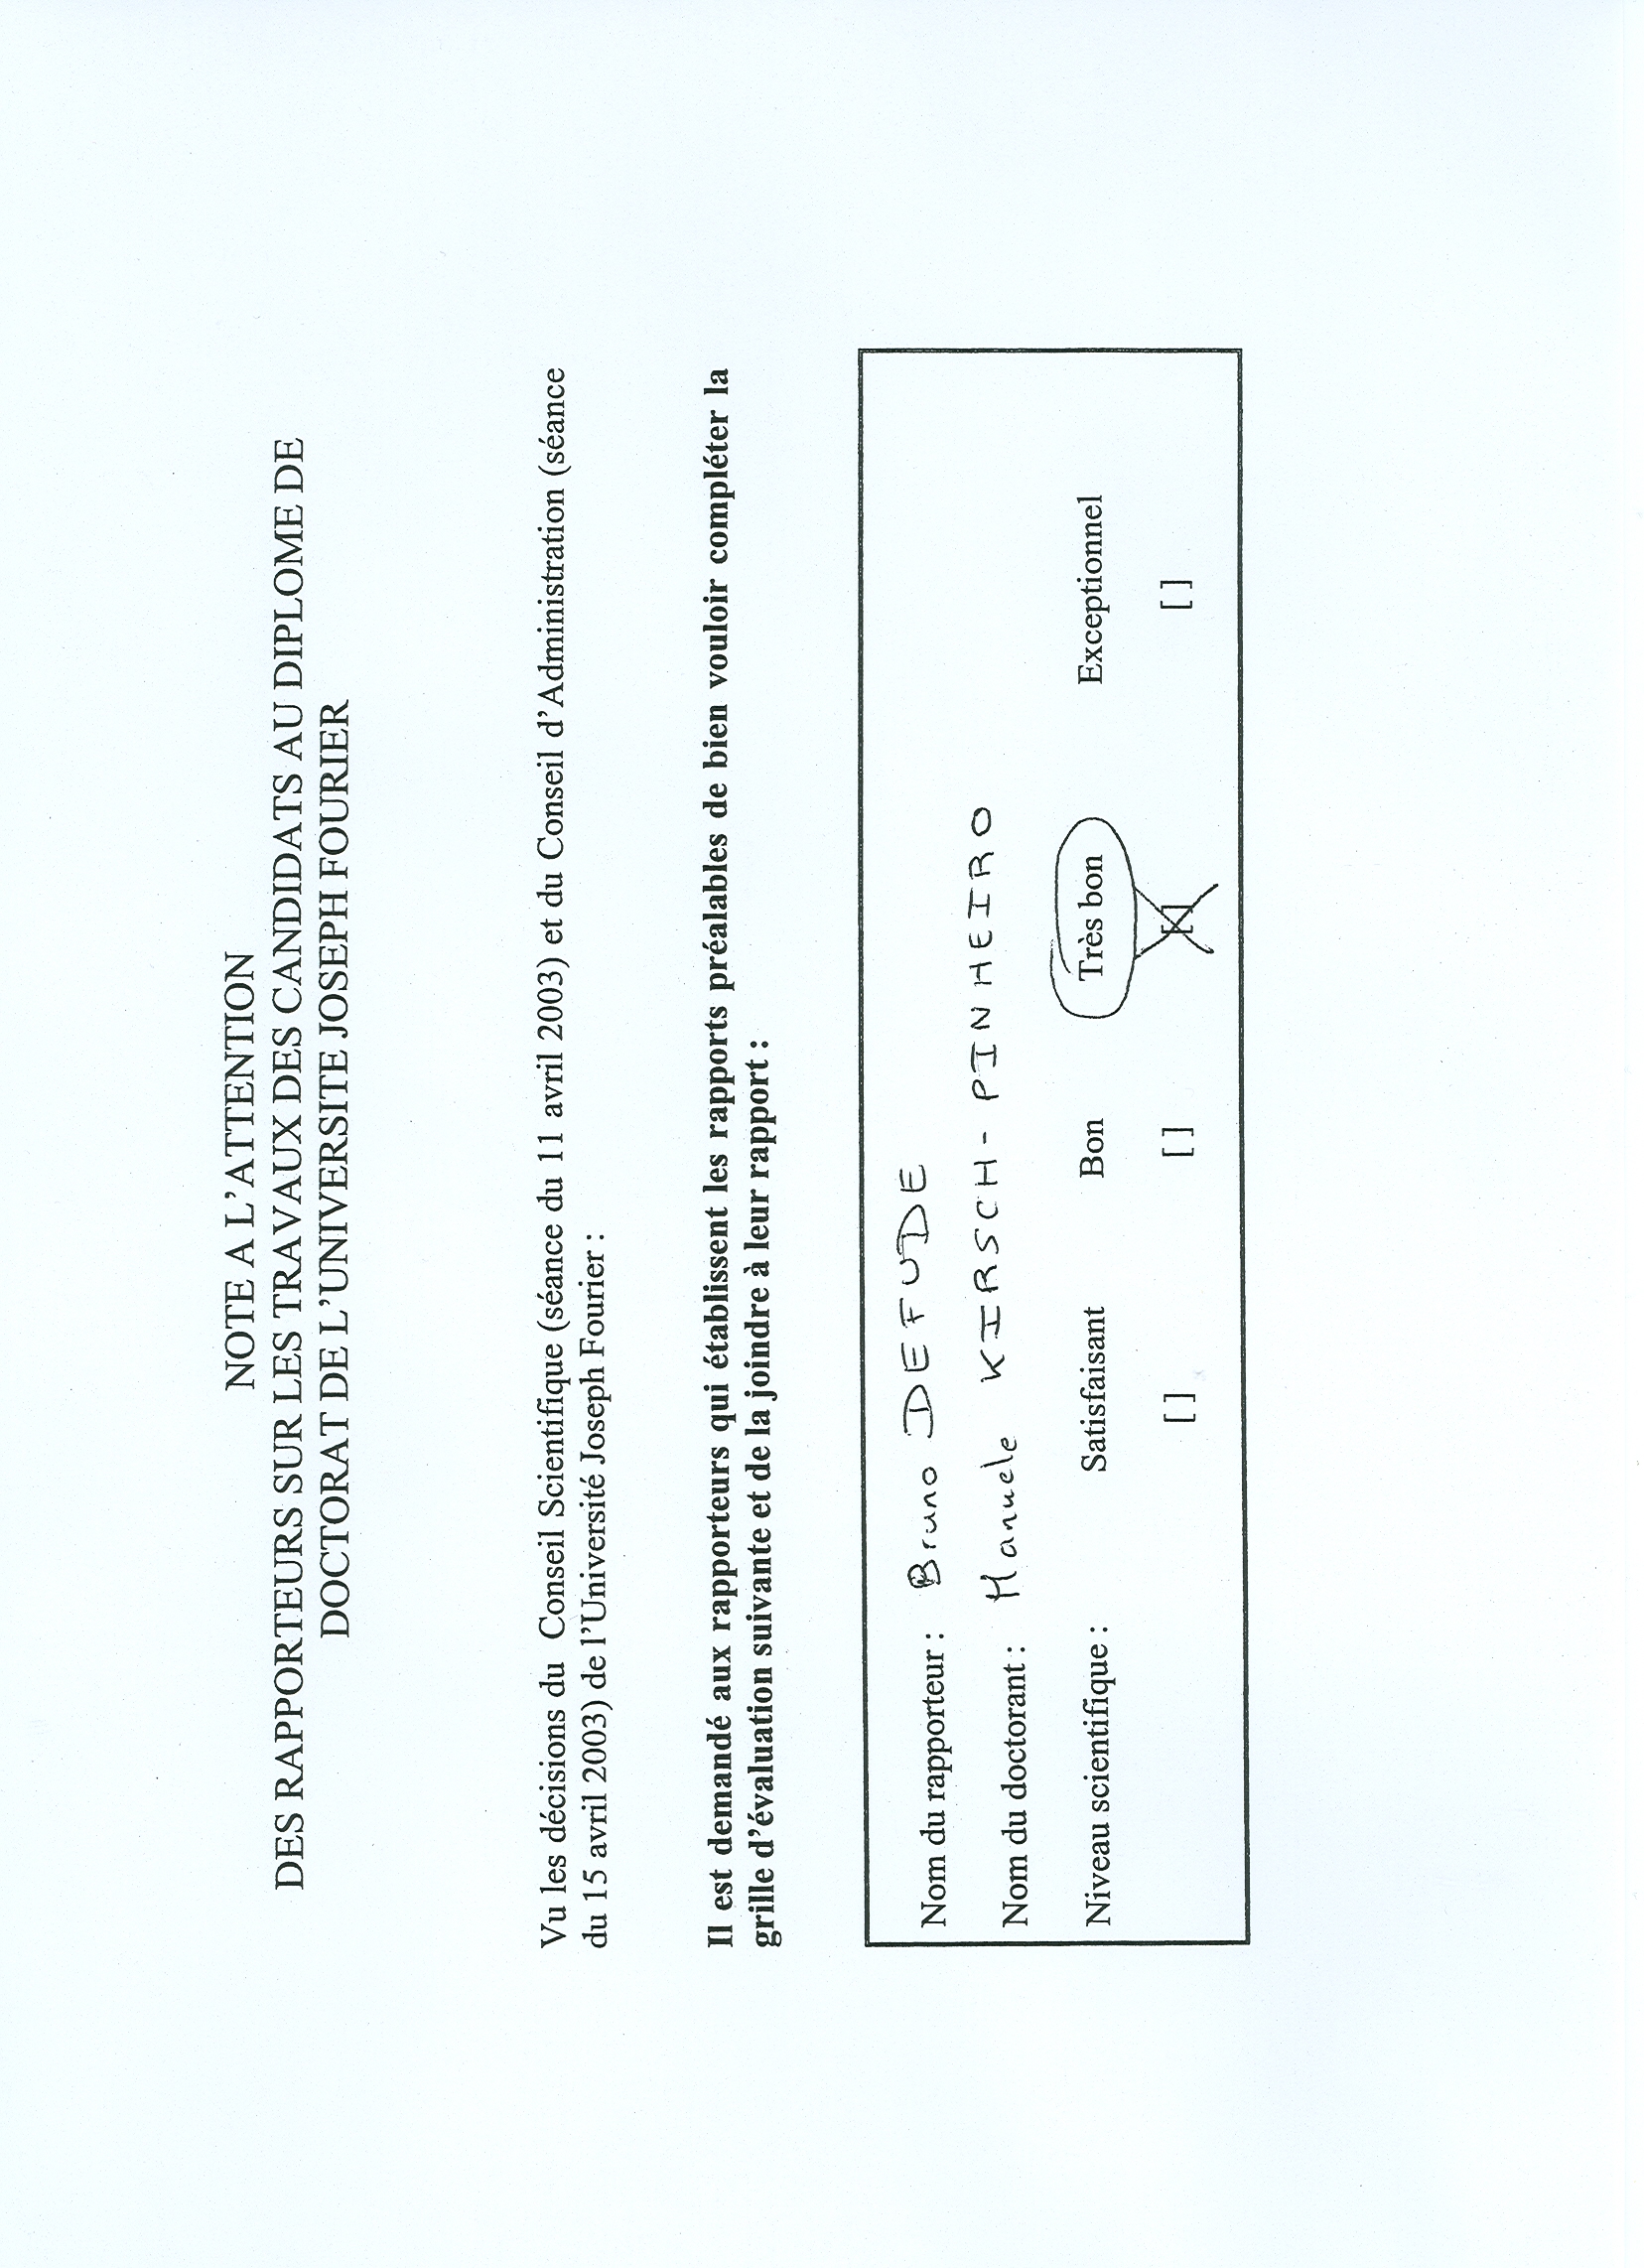 NOTE A L'ATTENTION
DES RAPPORTEURS SUR LES TRAVAUX DES CANDIDATS AU DIPLOME DE
DOCTORAT DE L'UNIVERSITE JOSEPH FOURIER
Vu les décisions du Conseil Scientifique (séance du 11 avril 2003) et du Conseil d'Administration (séance
du 15 avril 2003) de l'Université Joseph Fourier :
Il est demandé aux rapporteurs qui établissent les rapports préalables de bien vouloir compléter la
grille d'évaluation suivante et de la joindre à leur rapport :
Nom du rapporteur : Bruno DEFUDE
Nom du doctorant : Manuele KIRSCH-PINHEIRO
Niveau scientifique : Satisfaisant Bon Très bon Exceptionnel
[ ] [ ] [ ] [ ]